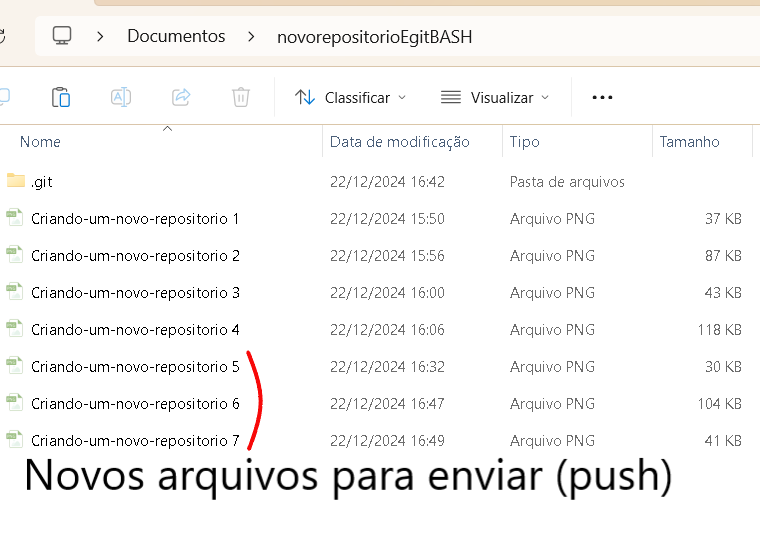 Documentos > novorepositorioEgitBASH
Classificar Visualizar
Nome Data de modificação Tipo Tamanho
.git 22/12/2024 16:42 Pasta de arquivos
Criando-um-novo-repositorio 1 22/12/2024 15:50 Arquivo PNG 37 KB
Criando-um-novo-repositorio 2 22/12/2024 15:56 Arquivo PNG 87 KB
Criando-um-novo-repositorio 3 22/12/2024 16:00 Arquivo PNG 43 KB
Criando-um-novo-repositorio 4 22/12/2024 16:06 Arquivo PNG 118 KB
Criando-um-novo-repositorio 5 22/12/2024 16:32 Arquivo PNG 30 KB
Criando-um-novo-repositorio 6 22/12/2024 16:47 Arquivo PNG 104 KB
Criando-um-novo-repositorio 7 22/12/2024 16:49 Arquivo PNG 41 KB
Novos arquivos para enviar (push)